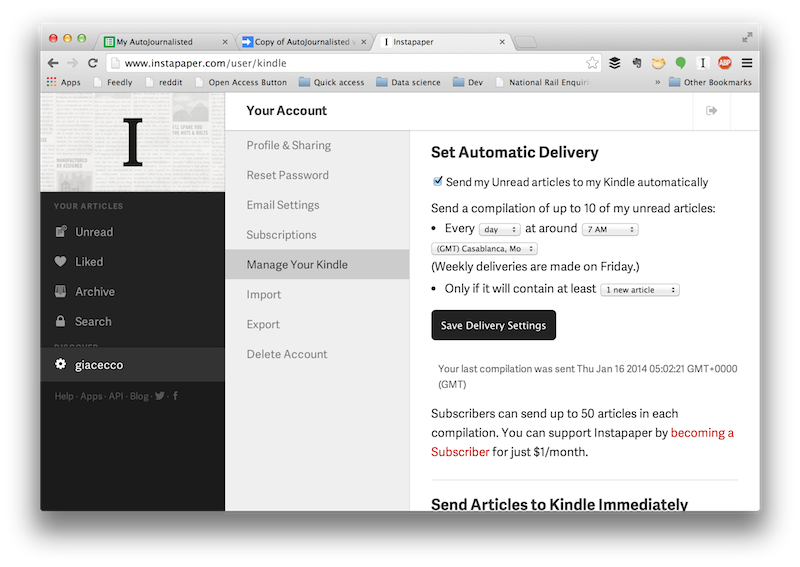 My AutoJournalisted
Copy of AutoJournalisted v
Instapaper
www.instapaper.com/user/kindle
Apps
Feedly
reddit
Open Access Button
Quick access
Data science
Dev
National Rail Enquiri
»
Other Bookmarks
I
Your Account
YOUR ARTICLES
Unread
Liked
Archive
Search
DISCOVER
giacecco
Help · Apps · API · Blog ·
Profile & Sharing
Reset Password
Email Settings
Subscriptions
Manage Your Kindle
Import
Export
Delete Account
Set Automatic Delivery
Send my Unread articles to my Kindle automatically
Send a compilation of up to 10 of my unread articles:
• Every day at around 7 AM
(GMT) Casablanca, Mo
(Weekly deliveries are made on Friday.)
• Only if it will contain at least 1 new article
Save Delivery Settings
Your last compilation was sent Thu Jan 16 2014 05:02:21 GMT+0000
(GMT)
Subscribers can send up to 50 articles in each
compilation. You can support Instapaper by becoming a
Subscriber for just $1/month.
Send Articles to Kindle Immediately